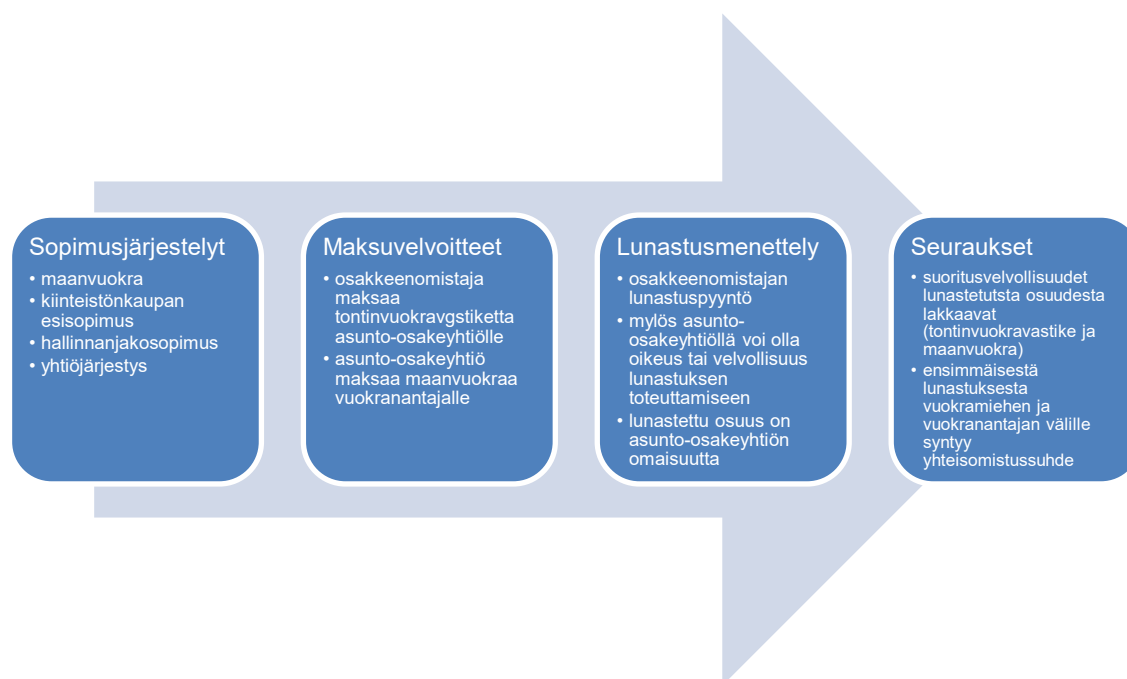 Sopimusjärjestelyt
• maanvuokra
• kiinteistönkaupan
esisopimus
• hallinnanjakosopimus
• yhtiöjärjestys
Maksuvelvoitteet
• osakkeenomistaja
maksaa
tontinvuokravgstiketta
asunto-osakeyhtiölle
• asunto-osakeyhtiö
maksaa maanvuokraa
vuokranantajalle
Lunastusmenettely
• osakkeenomistajan
lunastuspyyntö
• myös asunto-
osakeyhtiöllä voi olla
oikeus tai velvollisuus
lunastuksen
toteuttamiseen
• lunastettu osuus on
asunto-osakeyhtiön
omaisuutta
Seuraukset
• suoritusvelvollisuudet
lunastetutsta osuudesta
lakkaavat
(tontinvuokravastike ja
maanvuokra)
• ensimmäisestä
lunastuksesta
vuokramiehen ja
vuokranantajan välille
syntyy
yhteisomistussuhde